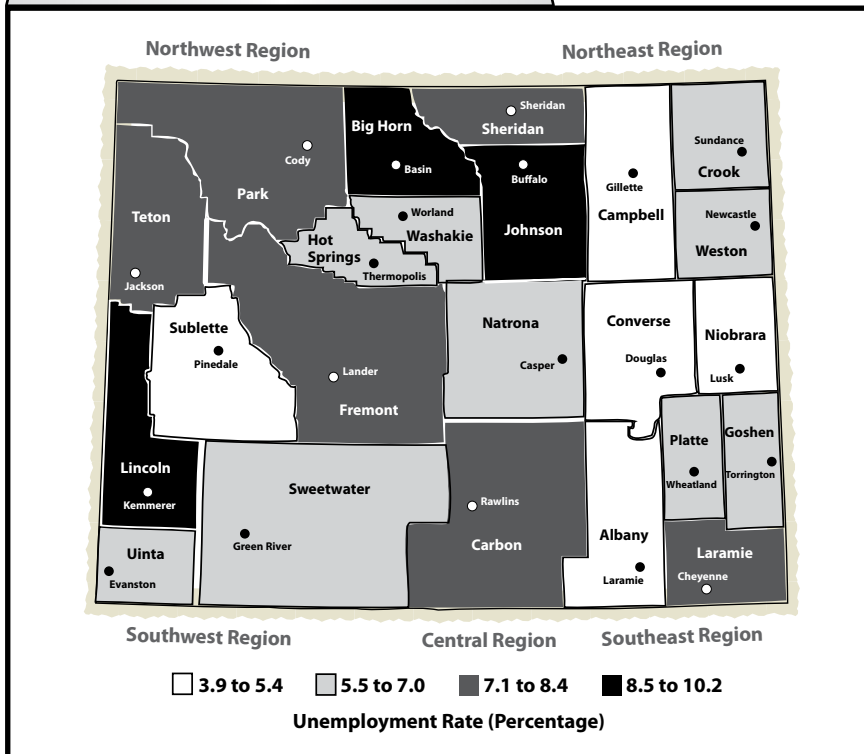 Northwest Region
Northeast Region
Big Horn
Basin
Sheridan
Sheridan
Cody
Park
Buffalo
Johnson
Gillette
Campbell
Sundance
Crook
Newcastle
Weston
Teton
Jackson
Worland
Washakie
Hot
Springs
Thermopolis
Sublette
Pinedale
Lander
Fremont
Natrona
Casper
Converse
Douglas
Niobrara
Lusk
Lincoln
Kemmerer
Sweetwater
Green River
Rawlins
Carbon
Platte
Wheatland
Goshen
Torrington
Uinta
Evanston
Albany
Laramie
Laramie
Cheyenne
Southwest Region
Central Region
Southeast Region
3.9 to 5.4
5.5 to 7.0
7.1 to 8.4
8.5 to 10.2
Unemployment Rate (Percentage)